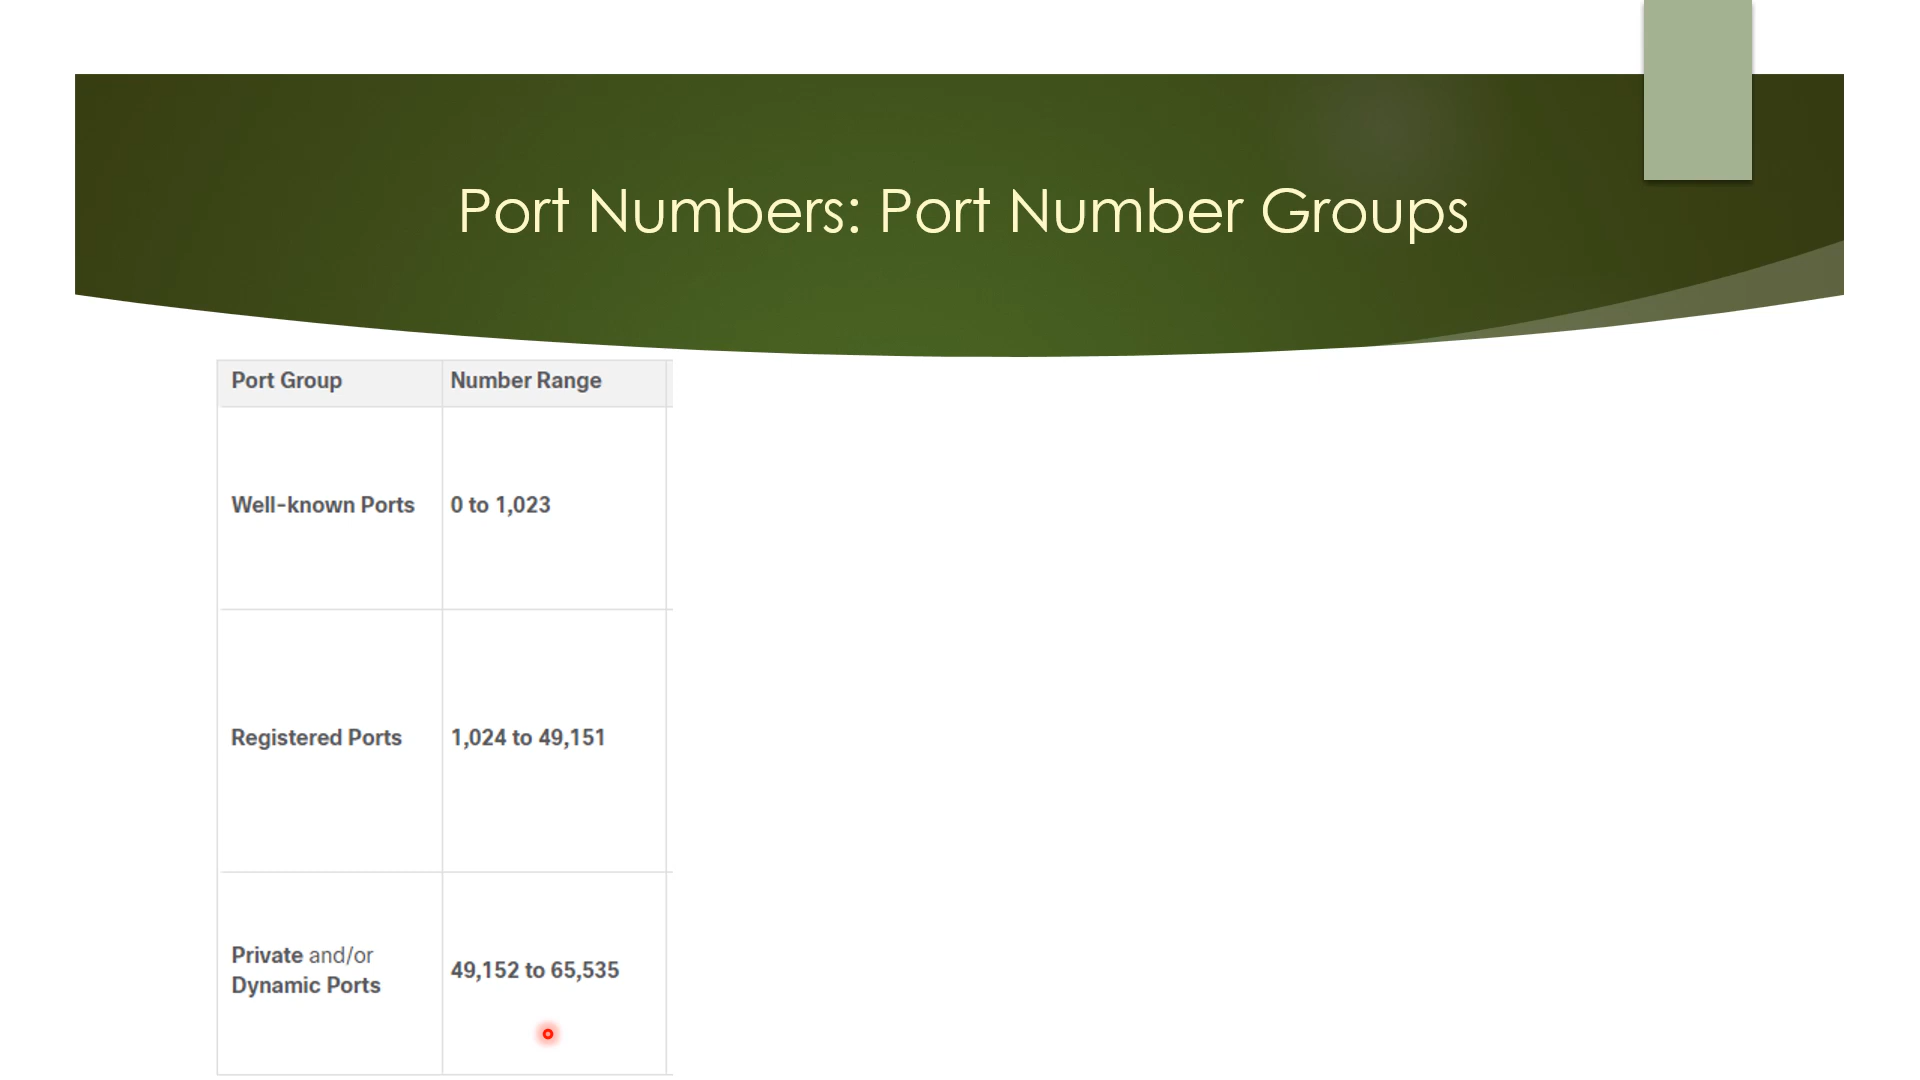 Port Numbers: Port Number Groups
Port Group Number Range
Well-known Ports 0 to 1,023
Registered Ports 1,024 to 49,151
Private and/or
Dynamic Ports
49,152 to 65,535